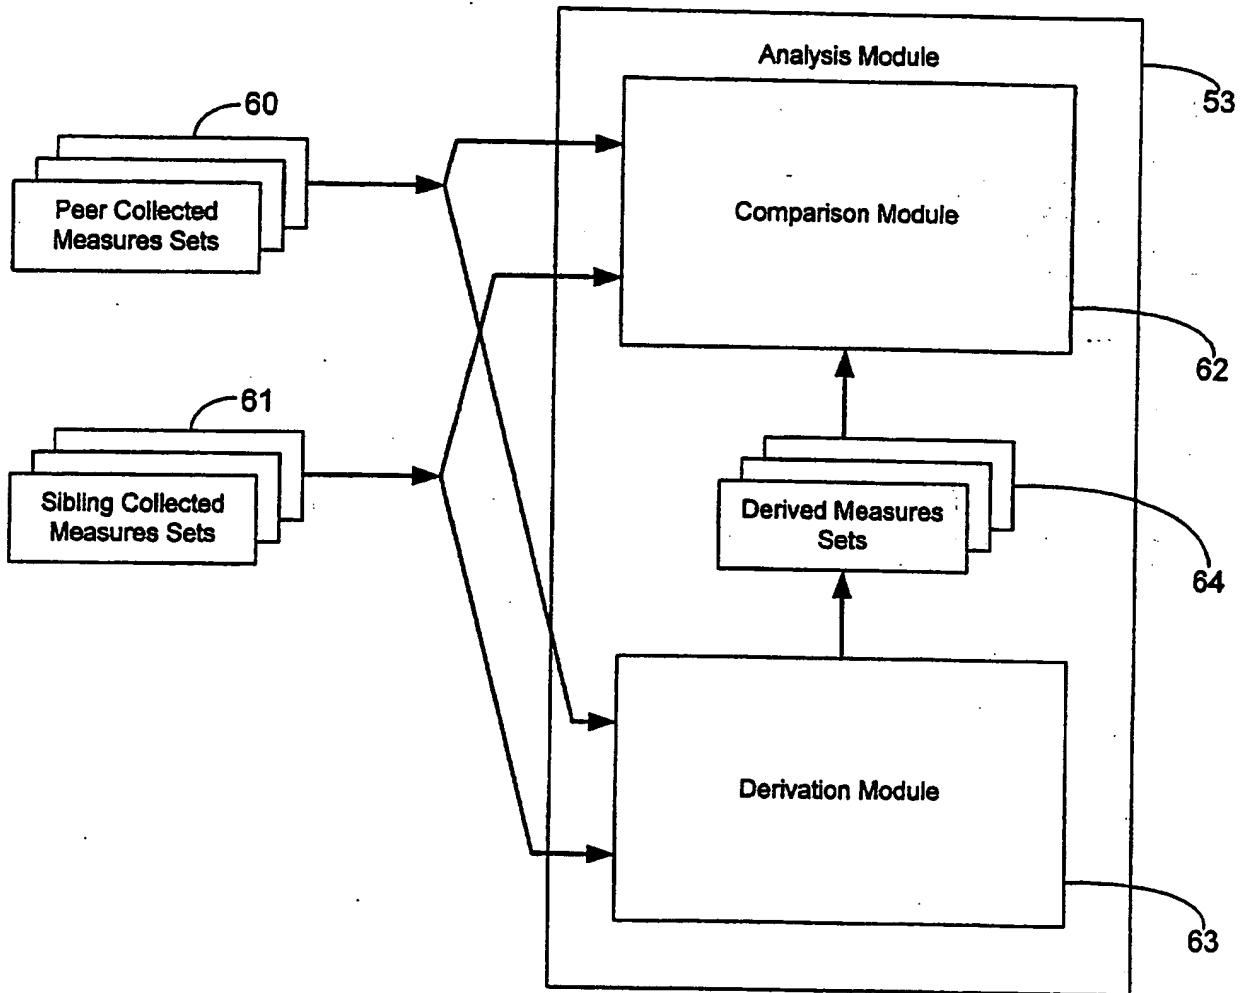 Analysis Module
53
60
Peer Collected
Measures Sets
Comparison Module
62
61
Sibling Collected
Measures Sets
Derived Measures
Sets
64
Derivation Module
63